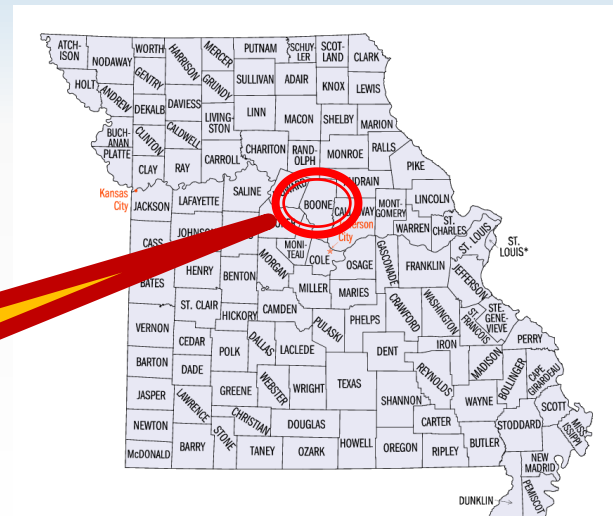 ATCH-
ISON
NODAWAY
WORTH
HARRISON
MERCER
PUTNAM
SCHUY-
LER
SCOT-
LAND
CLARK
HOLT
ANDREW
GENTRY
GRUNDY
SULLIVAN
ADAIR
KNOX
LEWIS
DEKALB
DAVIESS
LIVING-
STON
LINN
MACON
SHELBY
MARION
BUCH-
ANAN
CLINTON
CALDWELL
PLATTE
CLAY
RAY
CARROLL
CHARITON
RAND-
OLPH
MONROE
RALLS
PIKE
Kansas
City
JACKSON
LAFAYETTE
SALINE
BOONE
MONT-
GOMERY
LINCOLN
WARREN
ST.
CHARLES
ST. LOUIS
ST.
LOUIS*
City
CASS
MONI-
TEAU
COLE
OSAGE
GASCONADE
FRANKLIN
JEFFERSON
BATES
HENRY
BENTON
MORGAN
MILLER
MARIES
ST. CLAIR
HICKORY
CAMDEN
PULASKI
PHELPS
CRAWFORD
WASHINGTON
ST.
FRANCOIS
STE.
GENE-
VIEVE
PERRY
VERNON
CEDAR
POLK
DALLAS
LACLEDE
DENT
IRON
MADISON
BOLLINGER
CAPE
GIRARDEAU
BARTON
DADE
REYNOLDS
JASPER
LAWRENCE
GREENE
WEBSTER
WRIGHT
TEXAS
SHANNON
WAYNE
SCOTT
NEWTON
CHRISTIAN
DOUGLAS
CARTER
STODDARD
MISS-
ISSIPPI
McDONALD
BARRY
STONE
TANEY
OZARK
HOWELL
OREGON
RIPLEY
BUTLER
NEW
MADRID
PEMISCOT
DUNKLIN